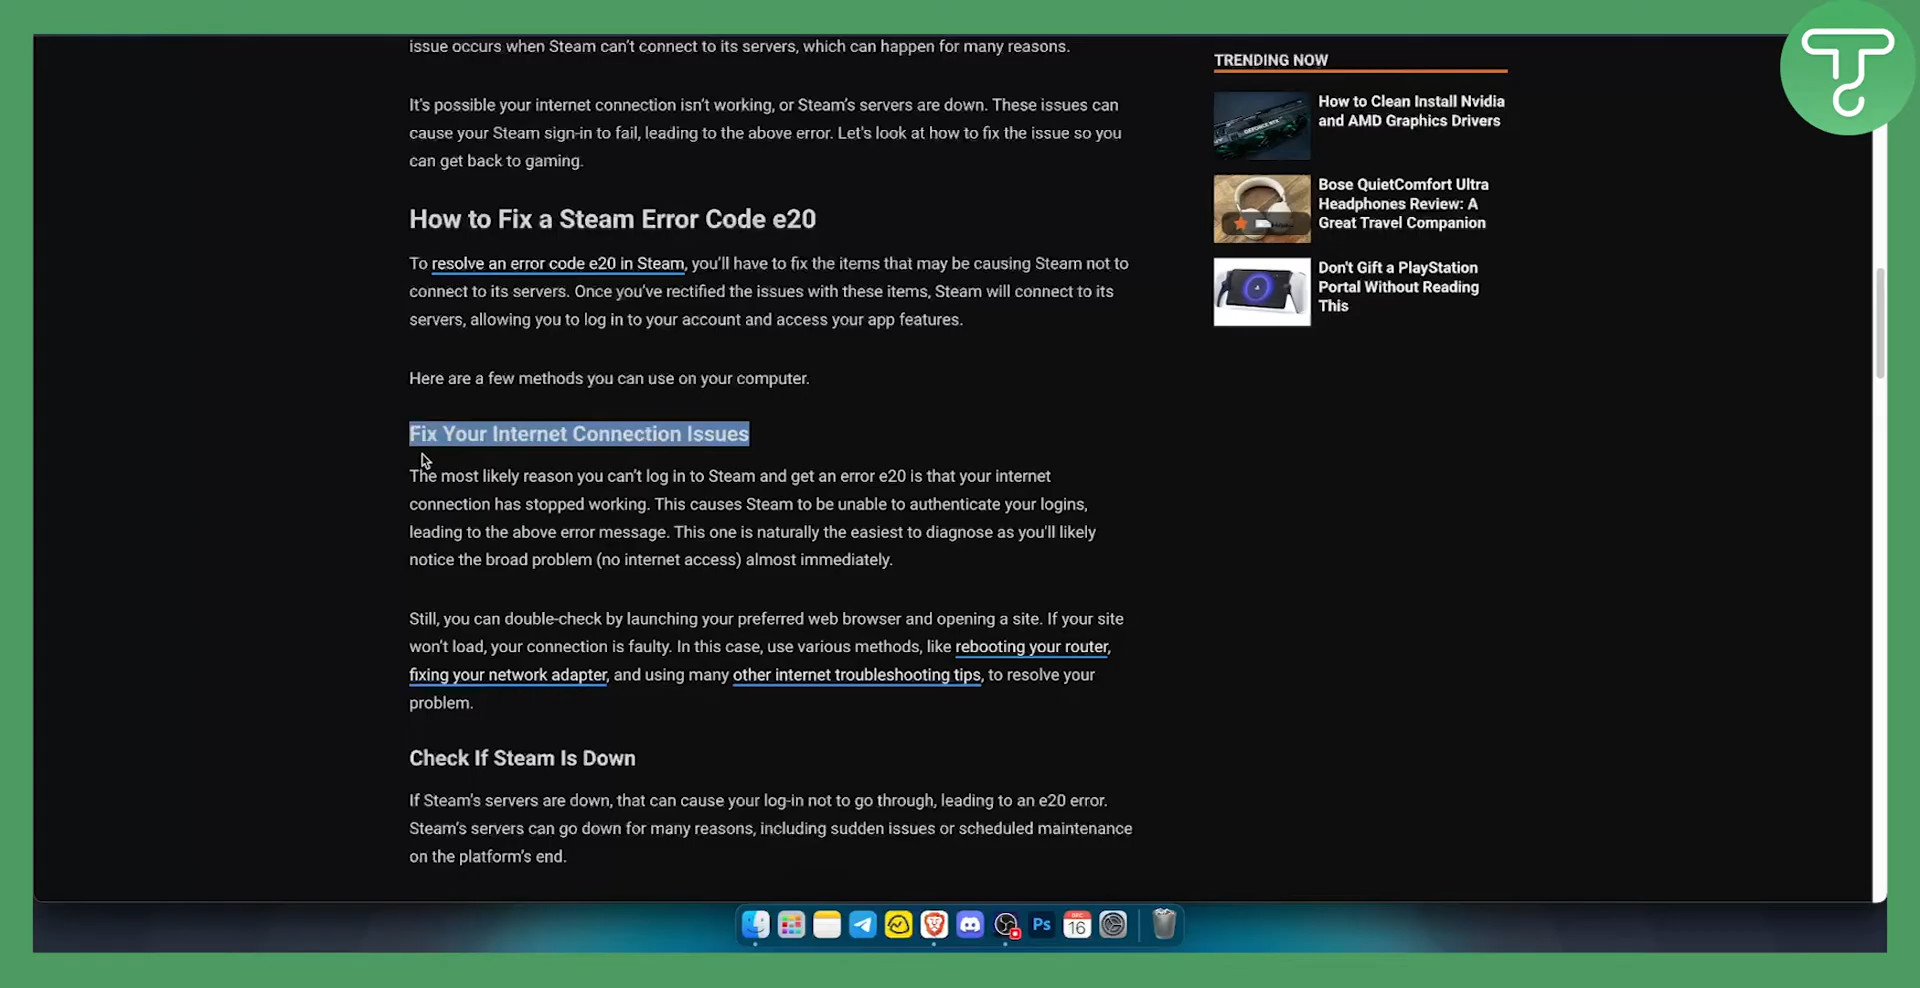 issue occurs when Steam can’t connect to its servers, which can happen for many reasons.
It’s possible your internet connection isn’t working, or Steam’s servers are down. These issues can
cause your Steam sign-in to fail, leading to the above error. Let's look at how to fix the issue so you
can get back to gaming.
How to Fix a Steam Error Code e20
To resolve an error code e20 in Steam, you’ll have to fix the items that may be causing Steam not to
connect to its servers. Once you’ve rectified the issues with these items, Steam will connect to its
servers, allowing you to log in to your account and access your app features.
Here are a few methods you can use on your computer.
Fix Your Internet Connection Issues
The most likely reason you can’t log in to Steam and get an error e20 is that your internet
connection has stopped working. This causes Steam to be unable to authenticate your logins,
leading to the above error message. This one is naturally the easiest to diagnose as you'll likely
notice the broad problem (no internet access) almost immediately.
Still, you can double-check by launching your preferred web browser and opening a site. If your site
won’t load, your connection is faulty. In this case, use various methods, like rebooting your router,
fixing your network adapter, and using many other internet troubleshooting tips, to resolve your
problem.
Check If Steam Is Down
If Steam’s servers are down, that can cause your log-in not to go through, leading to an e20 error.
Steam’s servers can go down for many reasons, including sudden issues or scheduled maintenance
on the platform’s end.
TRENDING NOW
How to Clean Install Nvidia
and AMD Graphics Drivers
Bose QuietComfort Ultra
Headphones Review: A
Great Travel Companion
Don't Gift a PlayStation
Portal Without Reading
This
Ps
DEC
16